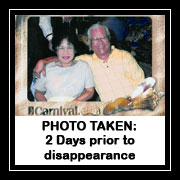 Carnival
PHOTO TAKEN:
2 Days prior to
disappearance